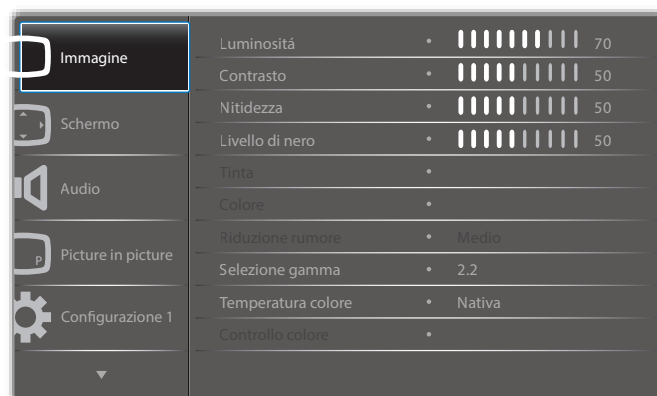 Immagine
Schermo
Audio
P
Picture in picture
Configurazione 1
Luminositá • 70
Contrasto • 50
Nitidezza • 50
Livello di nero • 50
Tinta •
Colore •
Riduzione rumore • Medio
Selezione gamma • 2.2
Temperatura colore • Nativa
Controllo colore •